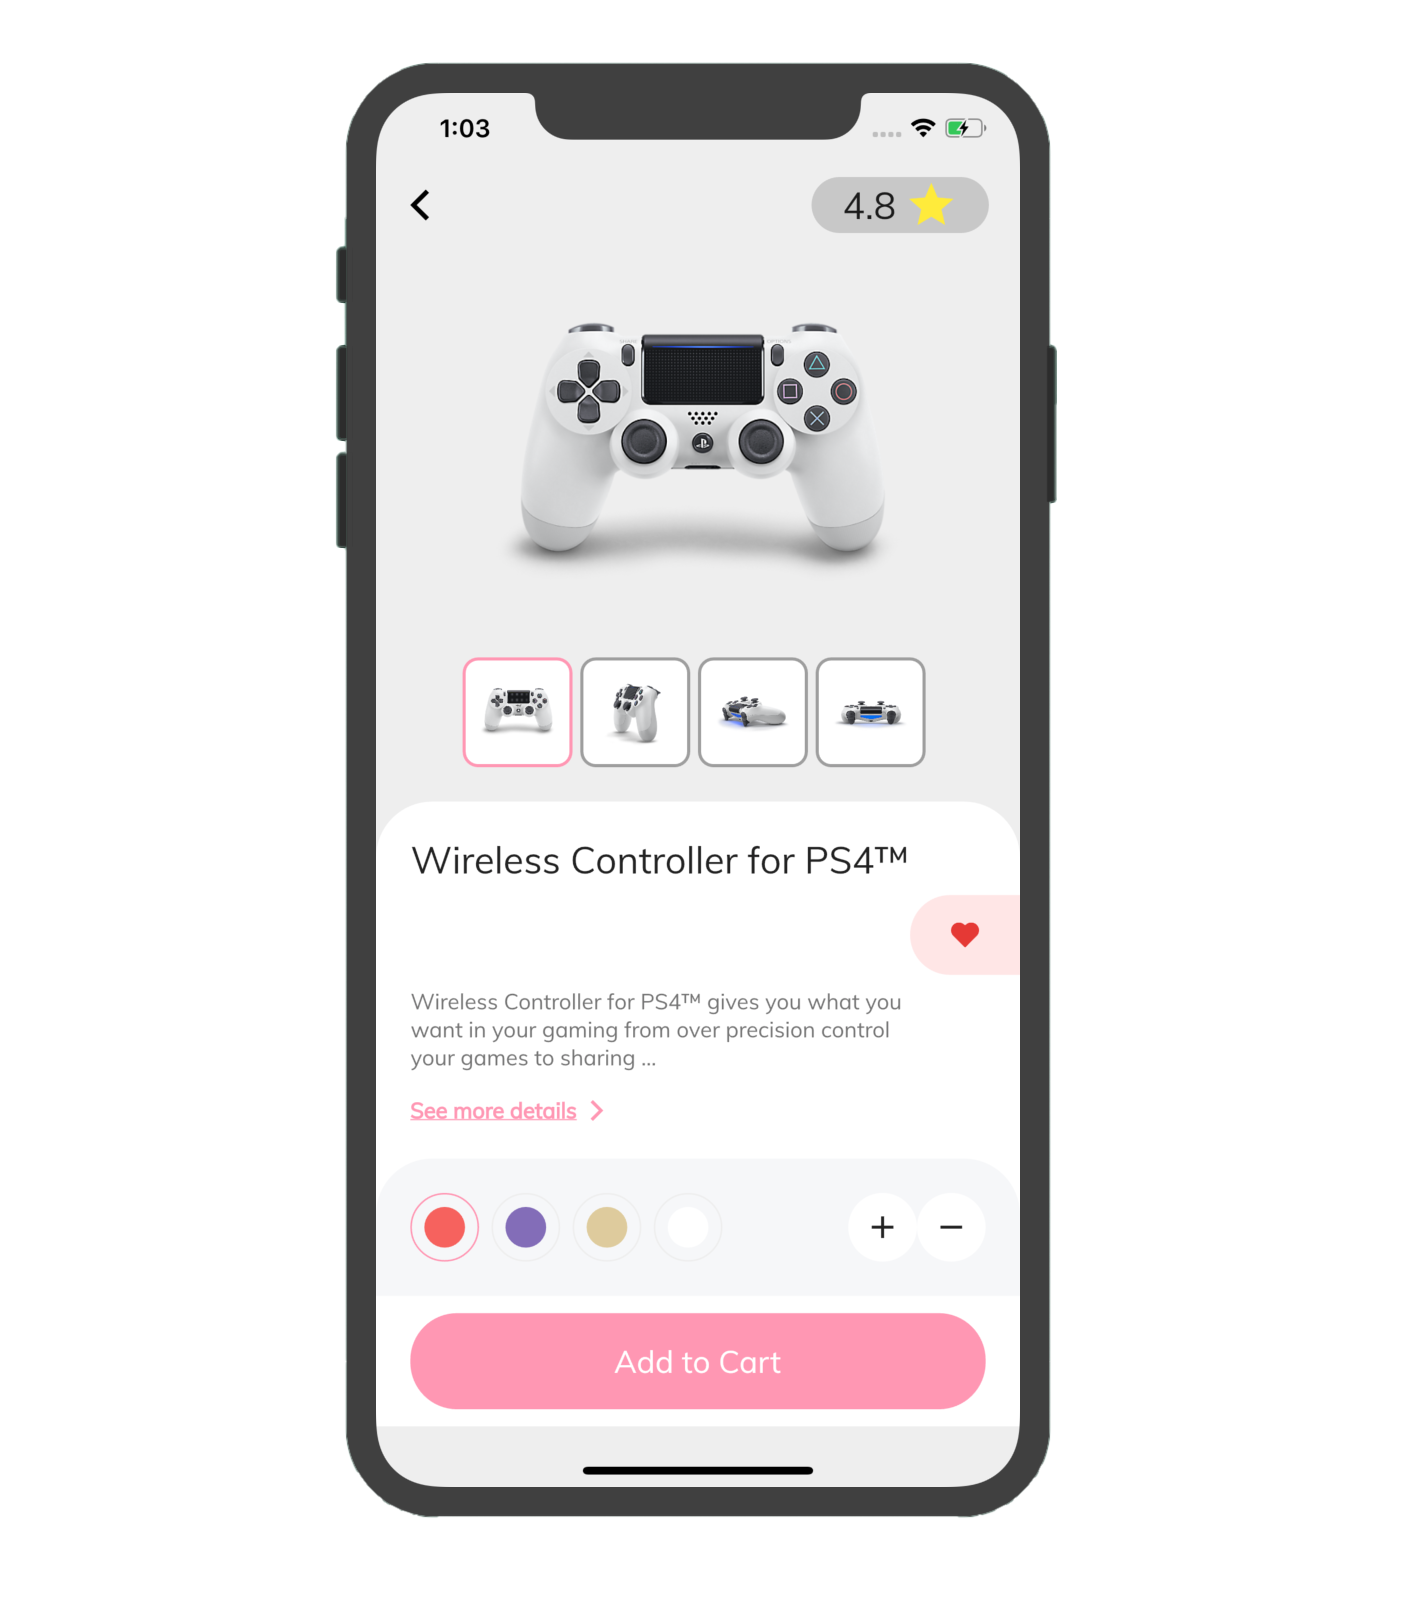 1:03
4.8
Wireless Controller for PS4™
Wireless Controller for PS4™ gives you what you
want in your gaming from over precision control
your games to sharing ...
See more details
Add to Cart